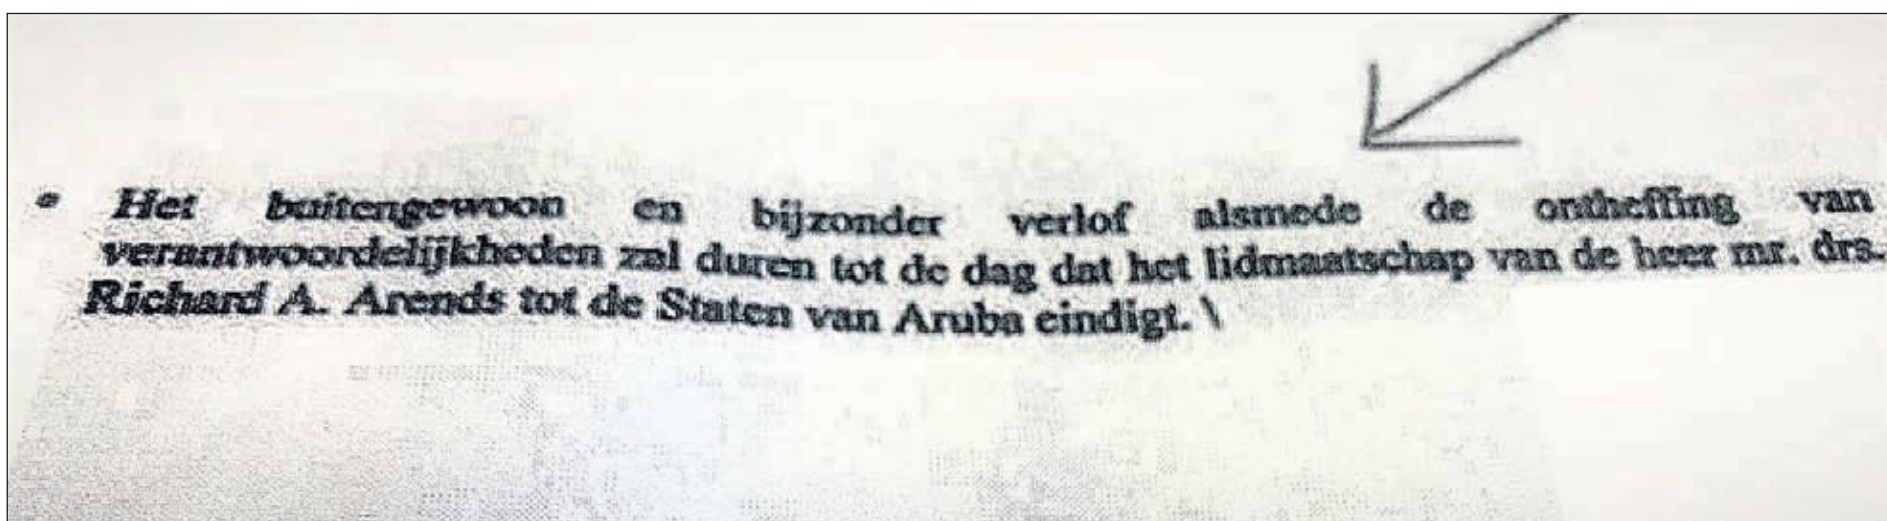 • Het buitengewoon en bijzonder verlof alsmede de ontheffing van
verantwoordelijkheden zal duren tot de dag dat het lidmaatschap van de heer mr. drs.
Richard A. Arends tot de Staten van Aruba eindigt. \